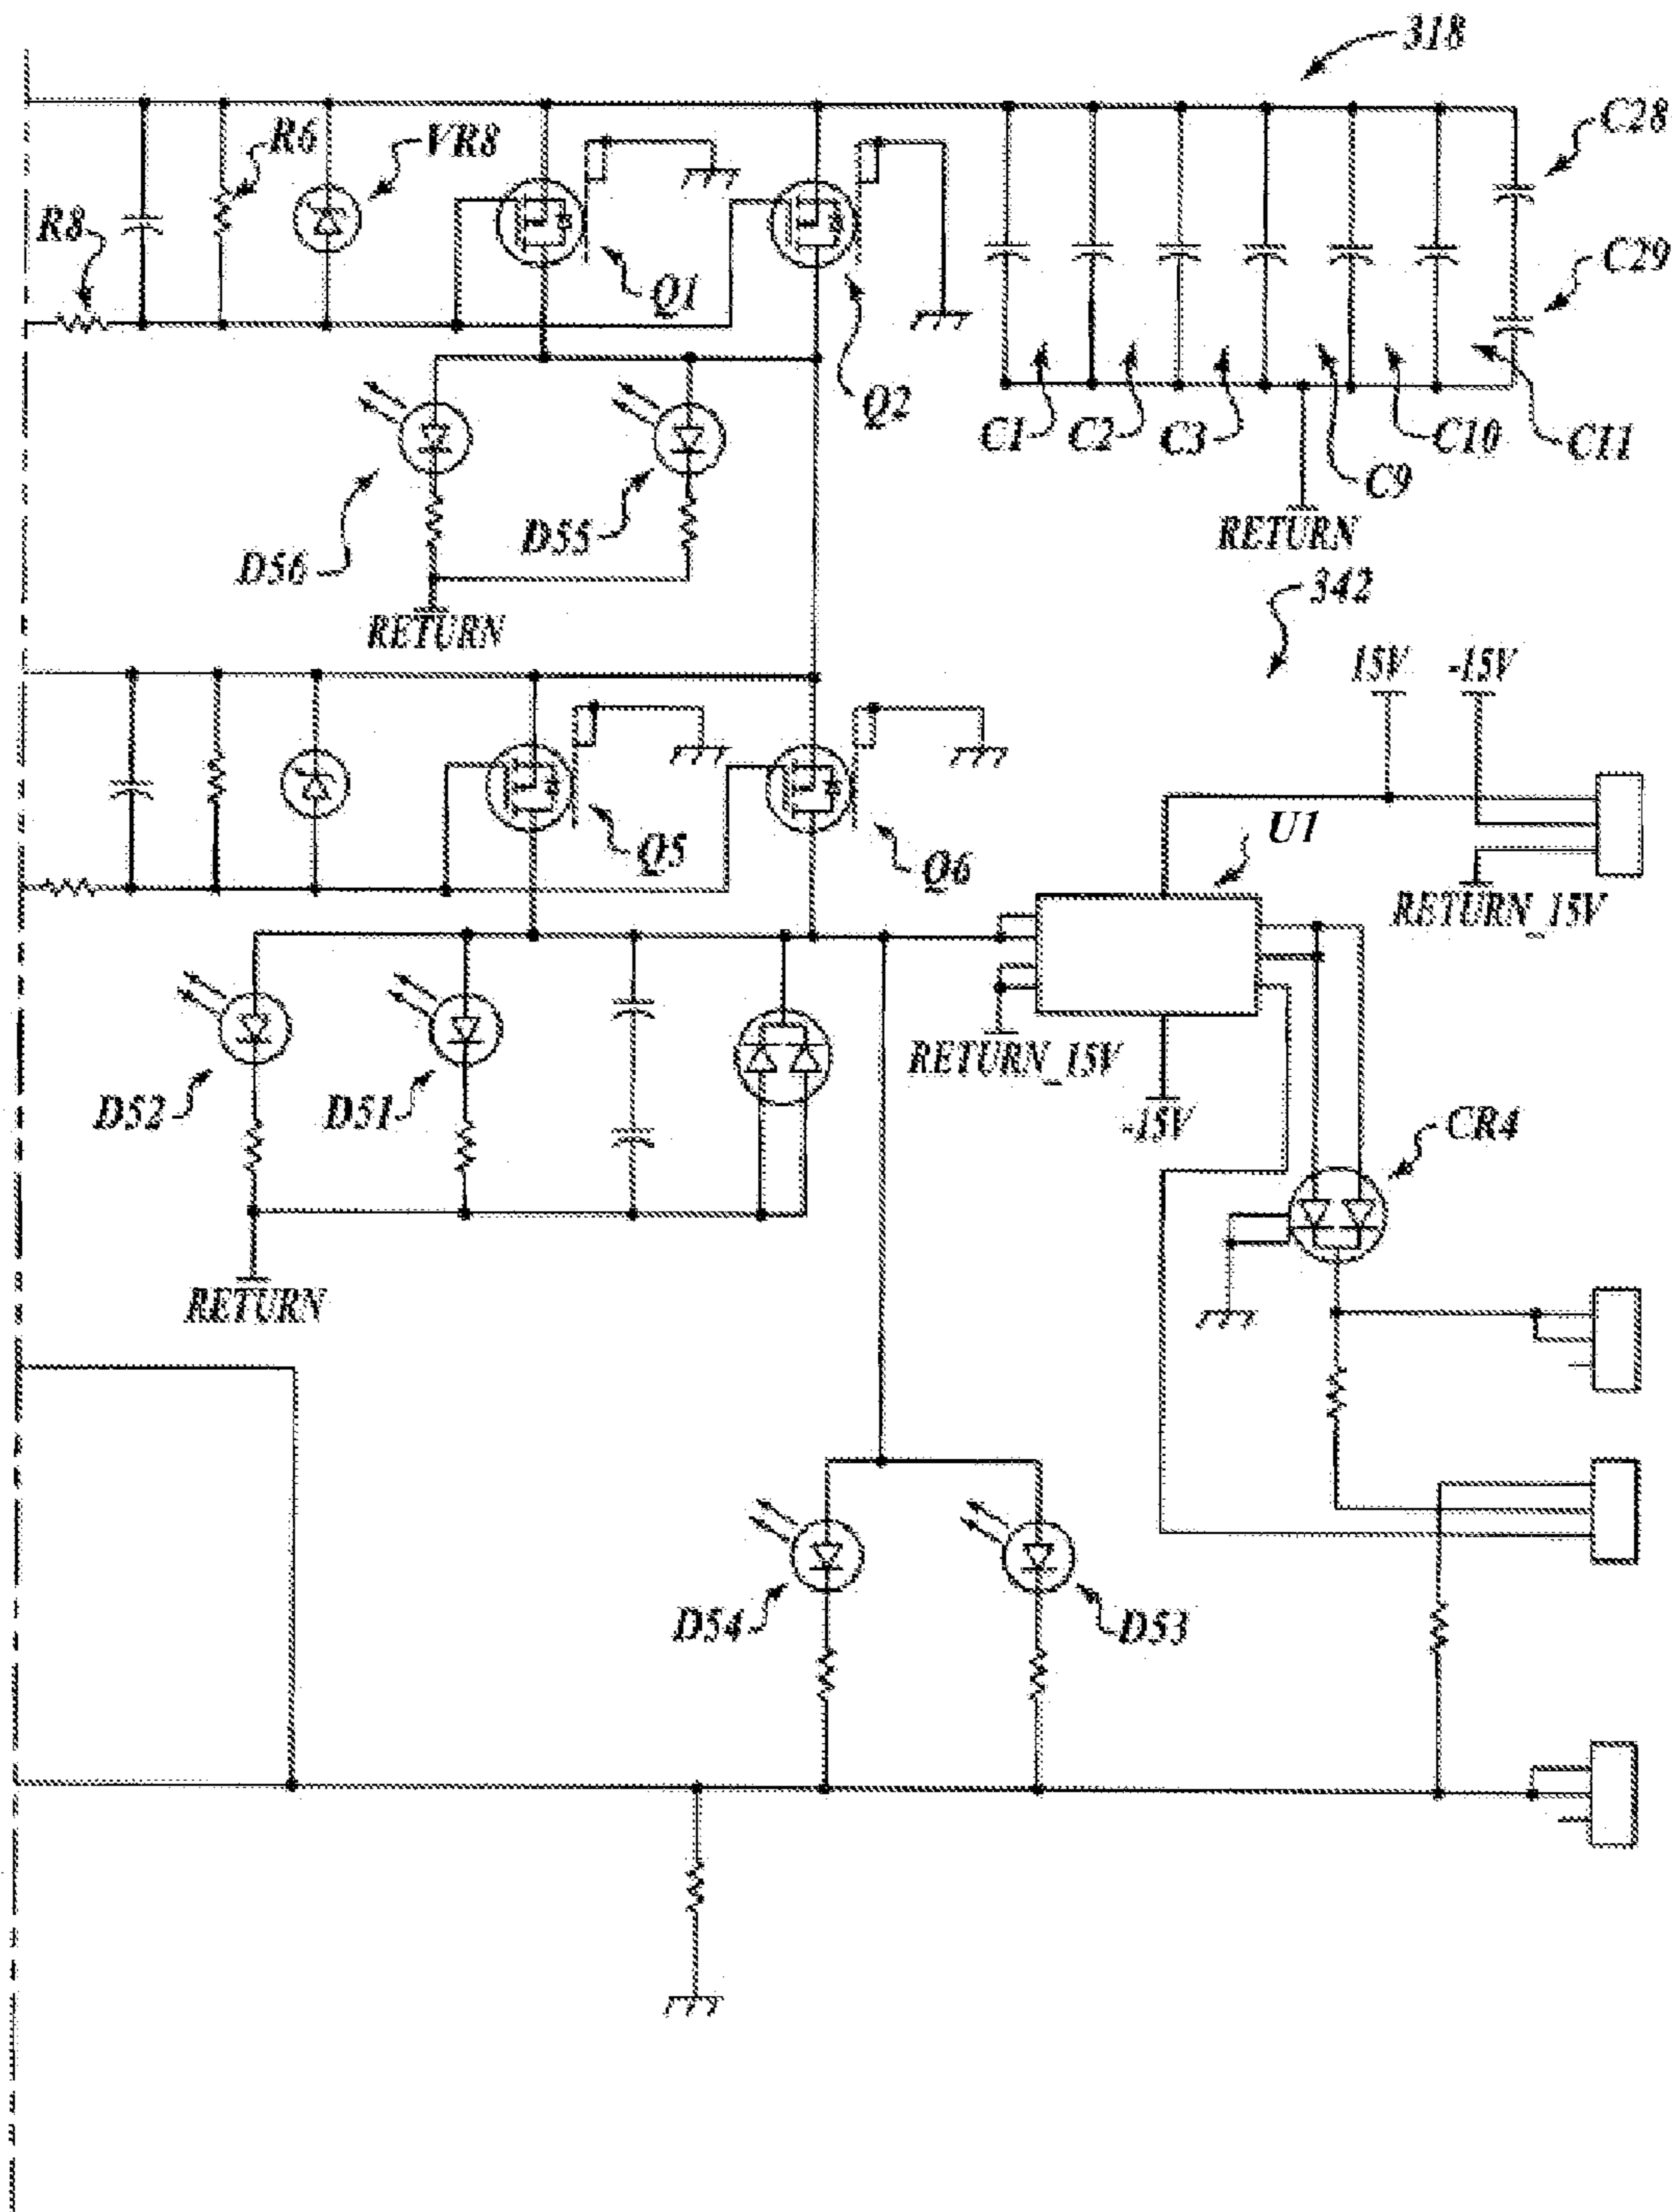 318
R6
VR8
C28
R8
C29
Q1
Q2
C1
C2
C3
C9
C10
C11
D56
D55
RETURN
RETURN
342
15V
-15V
Q5
Q6
U1
RETURN_15V
RETURN_15V
D52
D51
-15V
CR4
RETURN
D54
D53